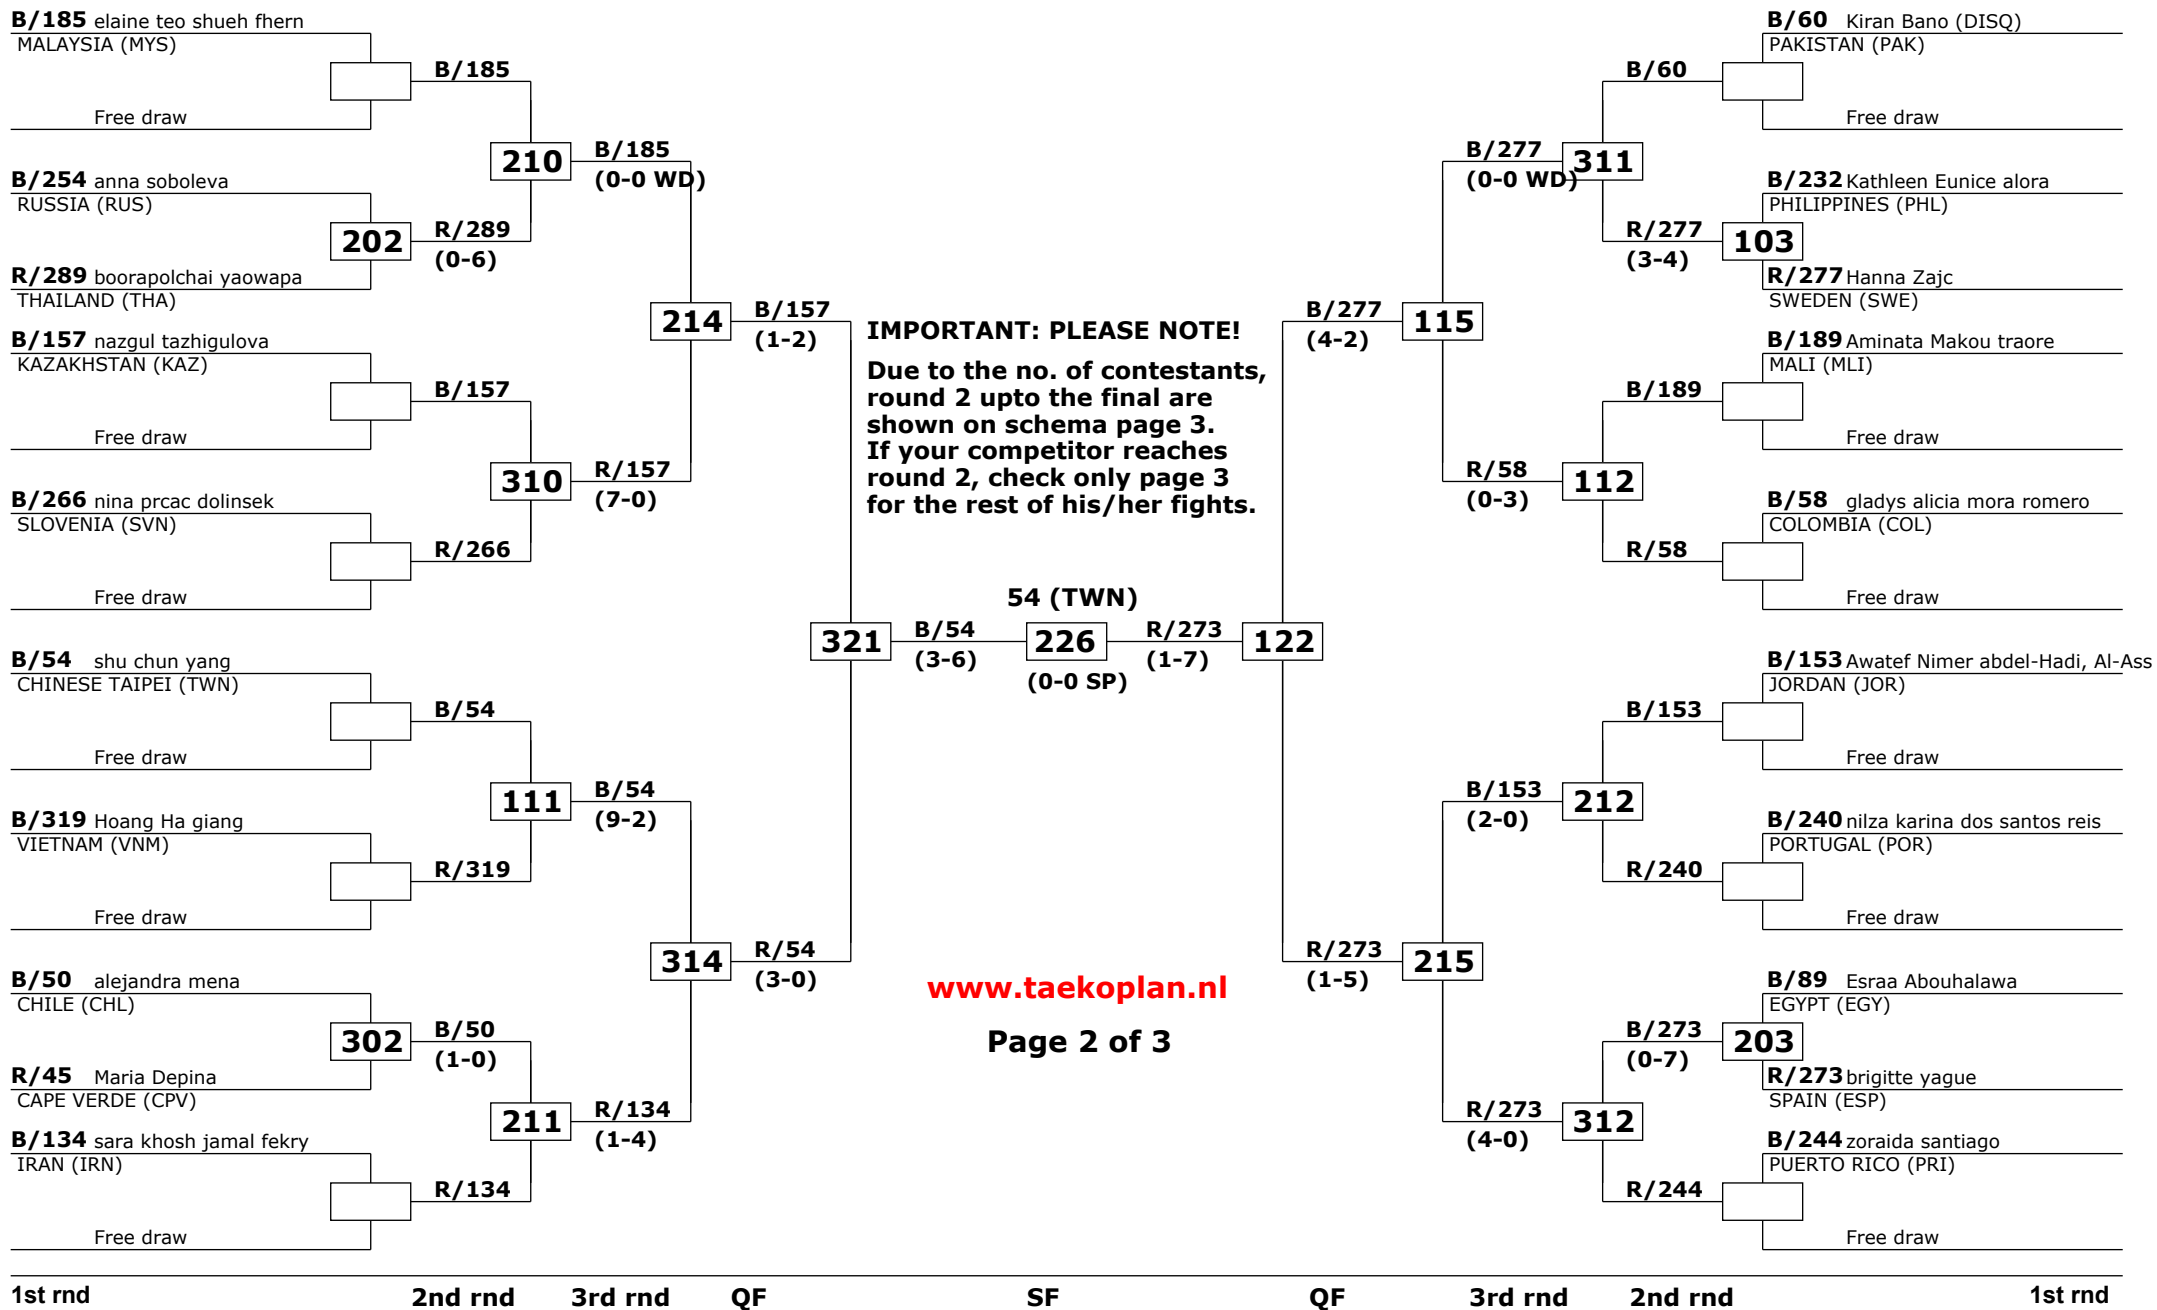 B/185 elaine teo shueh fhern
MALAYSIA (MYS)
B/185
Free draw
210
B/185
(0-0 WD)
B/254 anna soboleva
RUSSIA (RUS)
202
R/289
(0-6)
R/289 boorapolchai yaowapa
THAILAND (THA)
214
B/157
(1-2)
B/157 nazgul tazhigulova
KAZAKHSTAN (KAZ)
B/157
Free draw
310
R/157
(7-0)
B/266 nina prcac dolinsek
SLOVENIA (SVN)
R/266
Free draw
321
B/54
(3-6)
B/54 shu chun yang
CHINESE TAIPEI (TWN)
B/54
Free draw
111
B/54
(9-2)
B/319 Hoang Ha giang
VIETNAM (VNM)
R/319
Free draw
314
R/54
(3-0)
B/50 alejandra mena
CHILE (CHL)
302
B/50
(1-0)
R/45 Maria Depina
CAPE VERDE (CPV)
211
R/134
(1-4)
B/134 sara khosh jamal fekry
IRAN (IRN)
R/134
Free draw
IMPORTANT: PLEASE NOTE!
Due to the no. of contestants,
round 2 upto the final are
shown on schema page 3.
If your competitor reaches
round 2, check only page 3
for the rest of his/her fights.
54 (TWN)
226
(0-0 SP)
www.taekoplan.nl
Page 2 of 3
B/60 Kiran Bano (DISQ)
PAKISTAN (PAK)
B/60
Free draw
B/277
(0-0 WD)
311
B/232 Kathleen Eunice alora
PHILIPPINES (PHL)
R/277
(3-4)
103
R/277 Hanna Zajc
SWEDEN (SWE)
B/277
(4-2)
115
B/189 Aminata Makou traore
MALI (MLI)
B/189
Free draw
R/58
(0-3)
112
B/58 gladys alicia mora romero
COLOMBIA (COL)
R/58
Free draw
R/273
(1-7)
122
B/153 Awatef Nimer abdel-Hadi, Al-Ass
JORDAN (JOR)
B/153
Free draw
B/153
(2-0)
212
B/240 nilza karina dos santos reis
PORTUGAL (POR)
R/240
Free draw
R/273
(1-5)
215
B/89 Esraa Abouhalawa
EGYPT (EGY)
B/273
(0-7)
203
R/273 brigitte yague
SPAIN (ESP)
R/273
(4-0)
312
B/244 zoraida santiago
PUERTO RICO (PRI)
R/244
Free draw
1st rnd 2nd rnd 3rd rnd QF SF QF 3rd rnd 2nd rnd 1st rnd